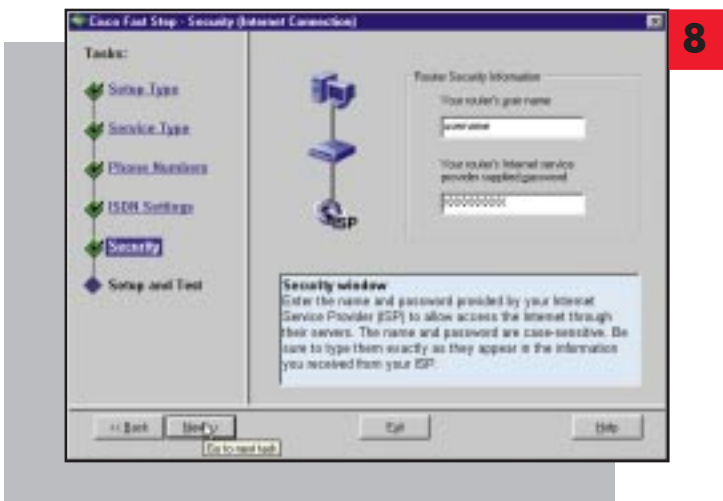 Cisco Fast Step - Security (Internet Connection)
8
Tasks:
Setup Type
Service Type
Phone Numbers
ISDN Settings
Security
Setup and Test
ISP
Router Security Information
Your router's user name
username
Your router's Internet service
provider supplied password
XXXXXXXXX
Security window
Enter the name and password provided by your Internet
Service Provider (ISP) to allow access the Internet through
their servers. The name and password are case-sensitive. Be
sure to type them exactly as they appear in the information
you received from your ISP.
<< Back
Next
Exit
Help
Go to next task